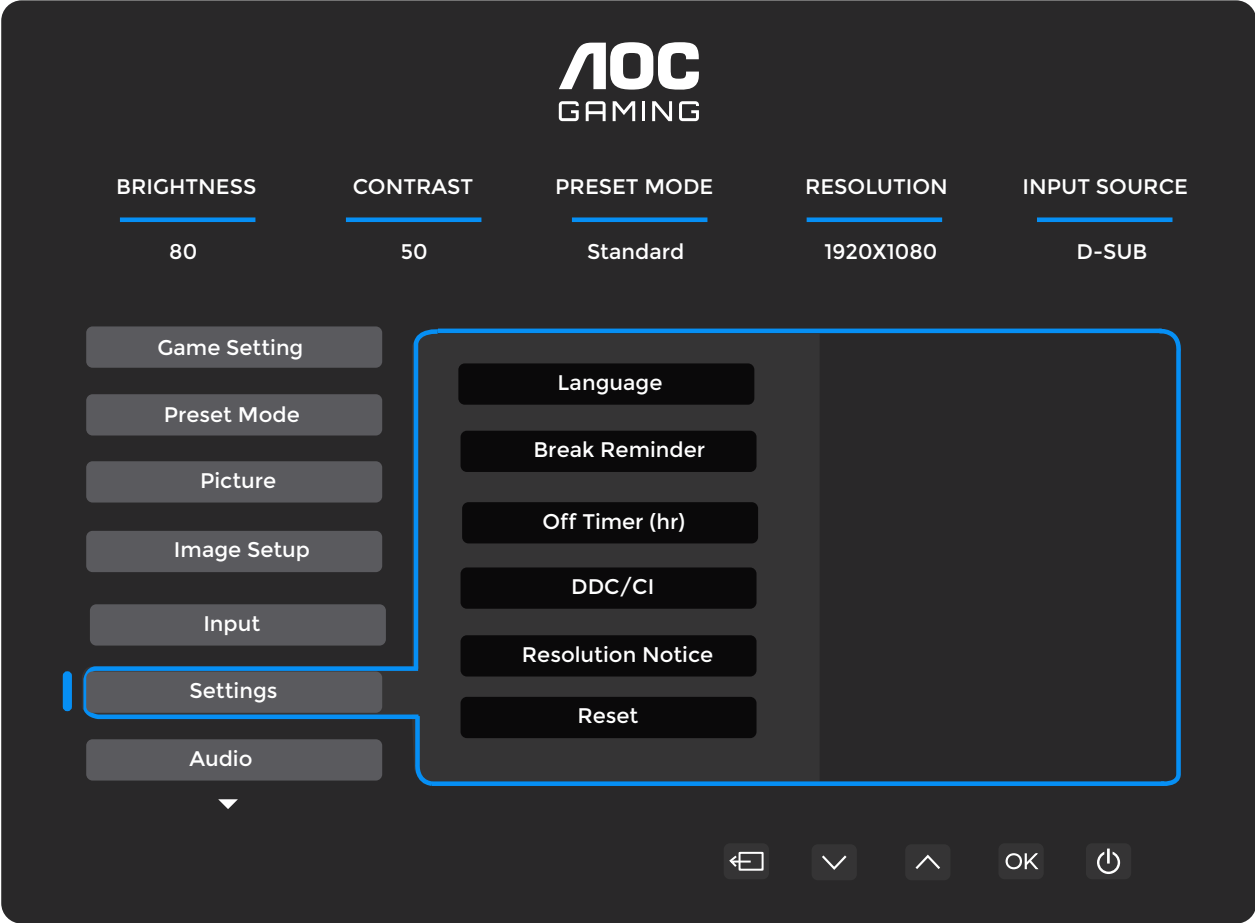 AOC
GAMING
BRIGHTNESS CONTRAST PRESET MODE RESOLUTION INPUT SOURCE
80 50 Standard 1920X1080 D-SUB
Game Setting
Preset Mode
Picture
Image Setup
Input
Settings
Audio
Language
Break Reminder
Off Timer (hr)
DDC/CI
Resolution Notice
Reset
OK